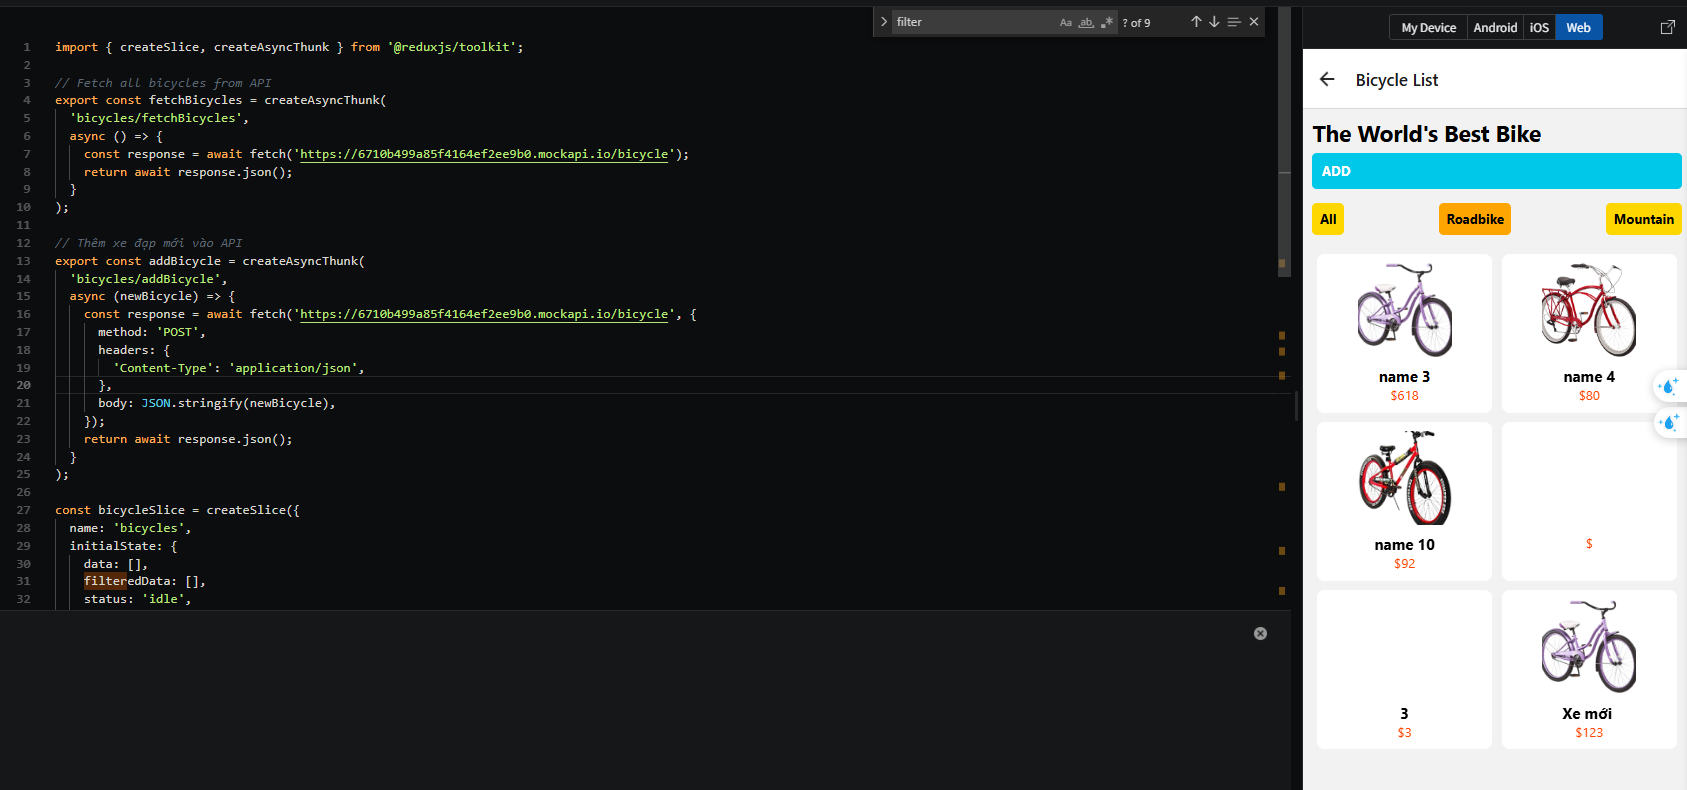 filter
Aa
ab
.*
? of 9
1 import { createSlice, createAsyncThunk } from '@reduxjs/toolkit';
2
3 // Fetch all bicycles from API
4 export const fetchBicycles = createAsyncThunk(
5 'bicycles/fetchBicycles',
6 async () => {
7 const response = await fetch('https://6710b499a85f4164ef2ee9b0.mockapi.io/bicycle');
8 return await response.json();
9 }
10 );
11
12 // Thêm xe đạp mới vào API
13 export const addBicycle = createAsyncThunk(
14 'bicycles/addBicycle',
15 async (newBicycle) => {
16 const response = await fetch('https://6710b499a85f4164ef2ee9b0.mockapi.io/bicycle', {
17 method: 'POST',
18 headers: {
19 'Content-Type': 'application/json',
20 },
21 body: JSON.stringify(newBicycle),
22 });
23 return await response.json();
24 }
25 );
26
27 const bicycleSlice = createSlice({
28 name: 'bicycles',
29 initialState: {
30 data: [],
31 filteredData: [],
32 status: 'idle',
My Device Android iOS Web
Bicycle List
The World's Best Bike
ADD
All Roadbike Mountain
name 3
$618
name 4
$80
name 10
$92
$
3
$3
Xe mới
$123